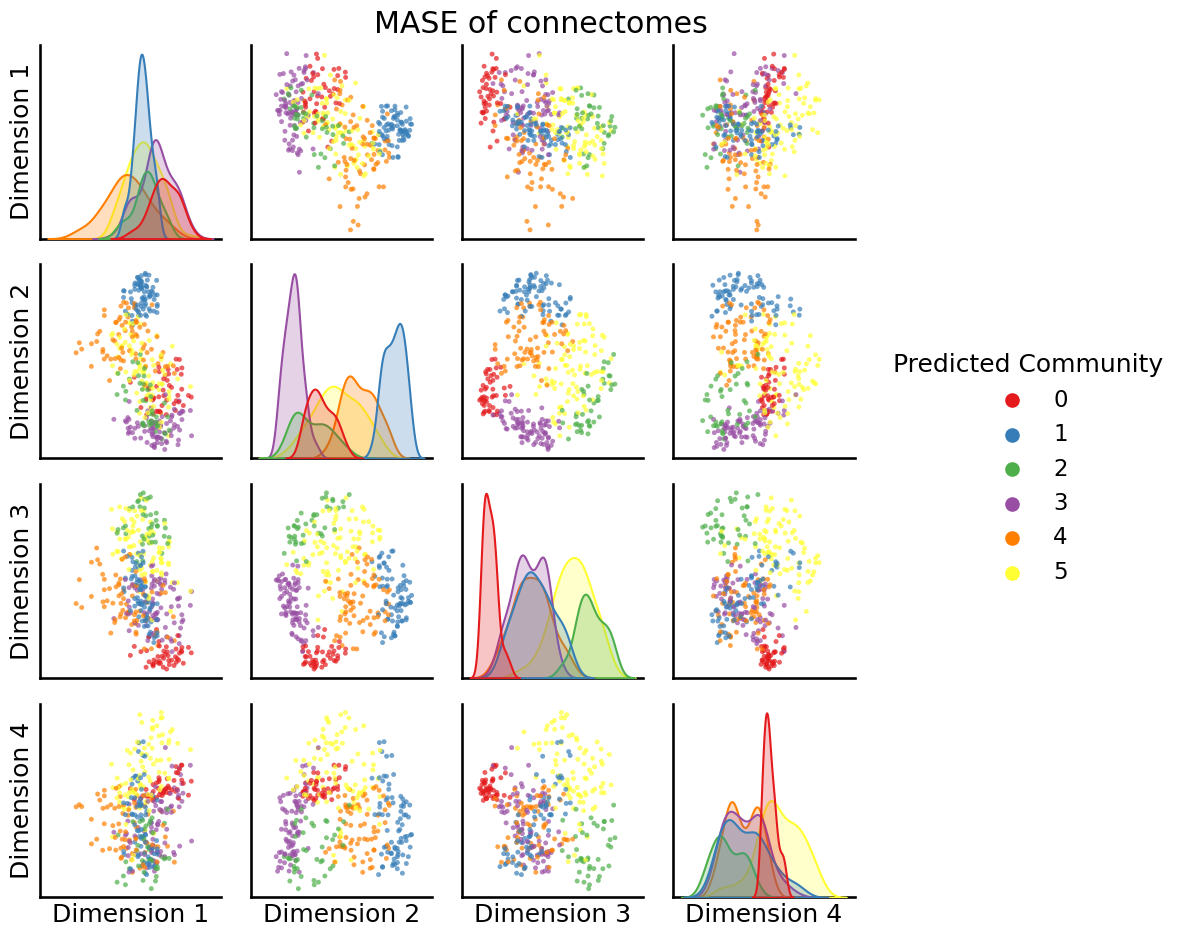 MASE of connectomes
Dimension 1
Dimension 2
Dimension 3
Dimension 4
Predicted Community
0
1
2
3
4
5
Dimension 1
Dimension 2
Dimension 3
Dimension 4